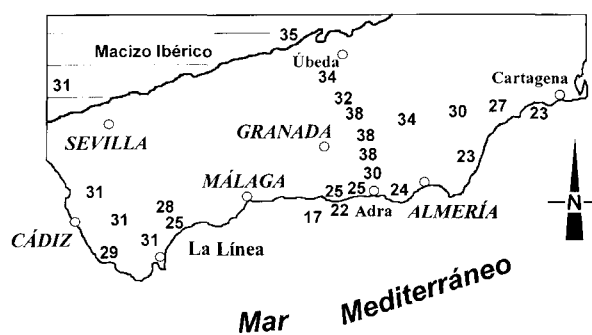 35
Macizo Ibérico
Úbeda
31
34
Cartagena
32
38
34
30
27
23
SEVILLA
GRANADA
38
38
23
30
31
28
MÁLAGA
25
25
24
31
25
17
22
Adra
ALMERÍA
N
CÁDIZ
29
31
La Línea
Mar Mediterráneo